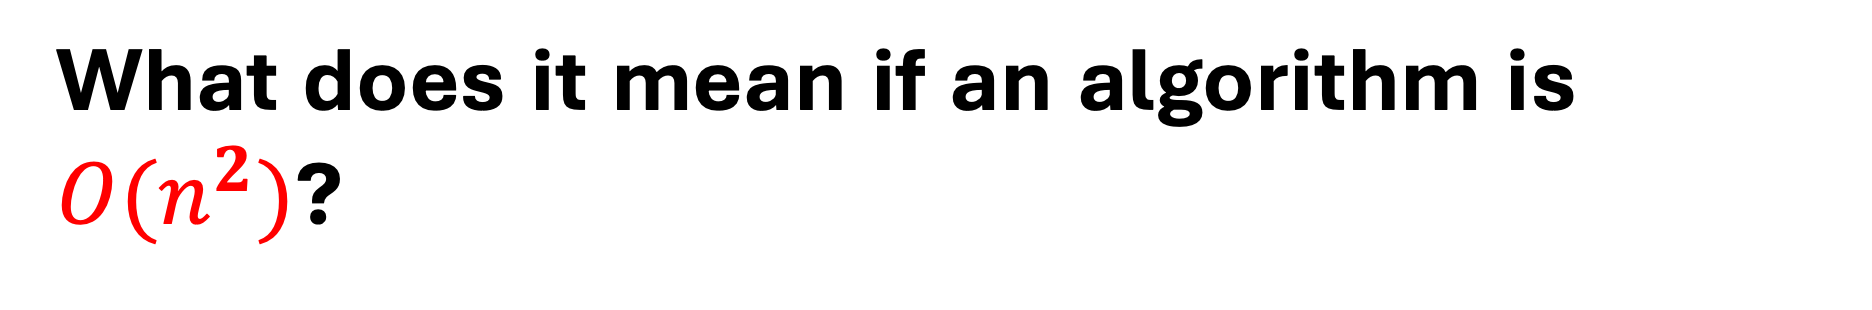 What does it mean if an algorithm is
O(n²)?